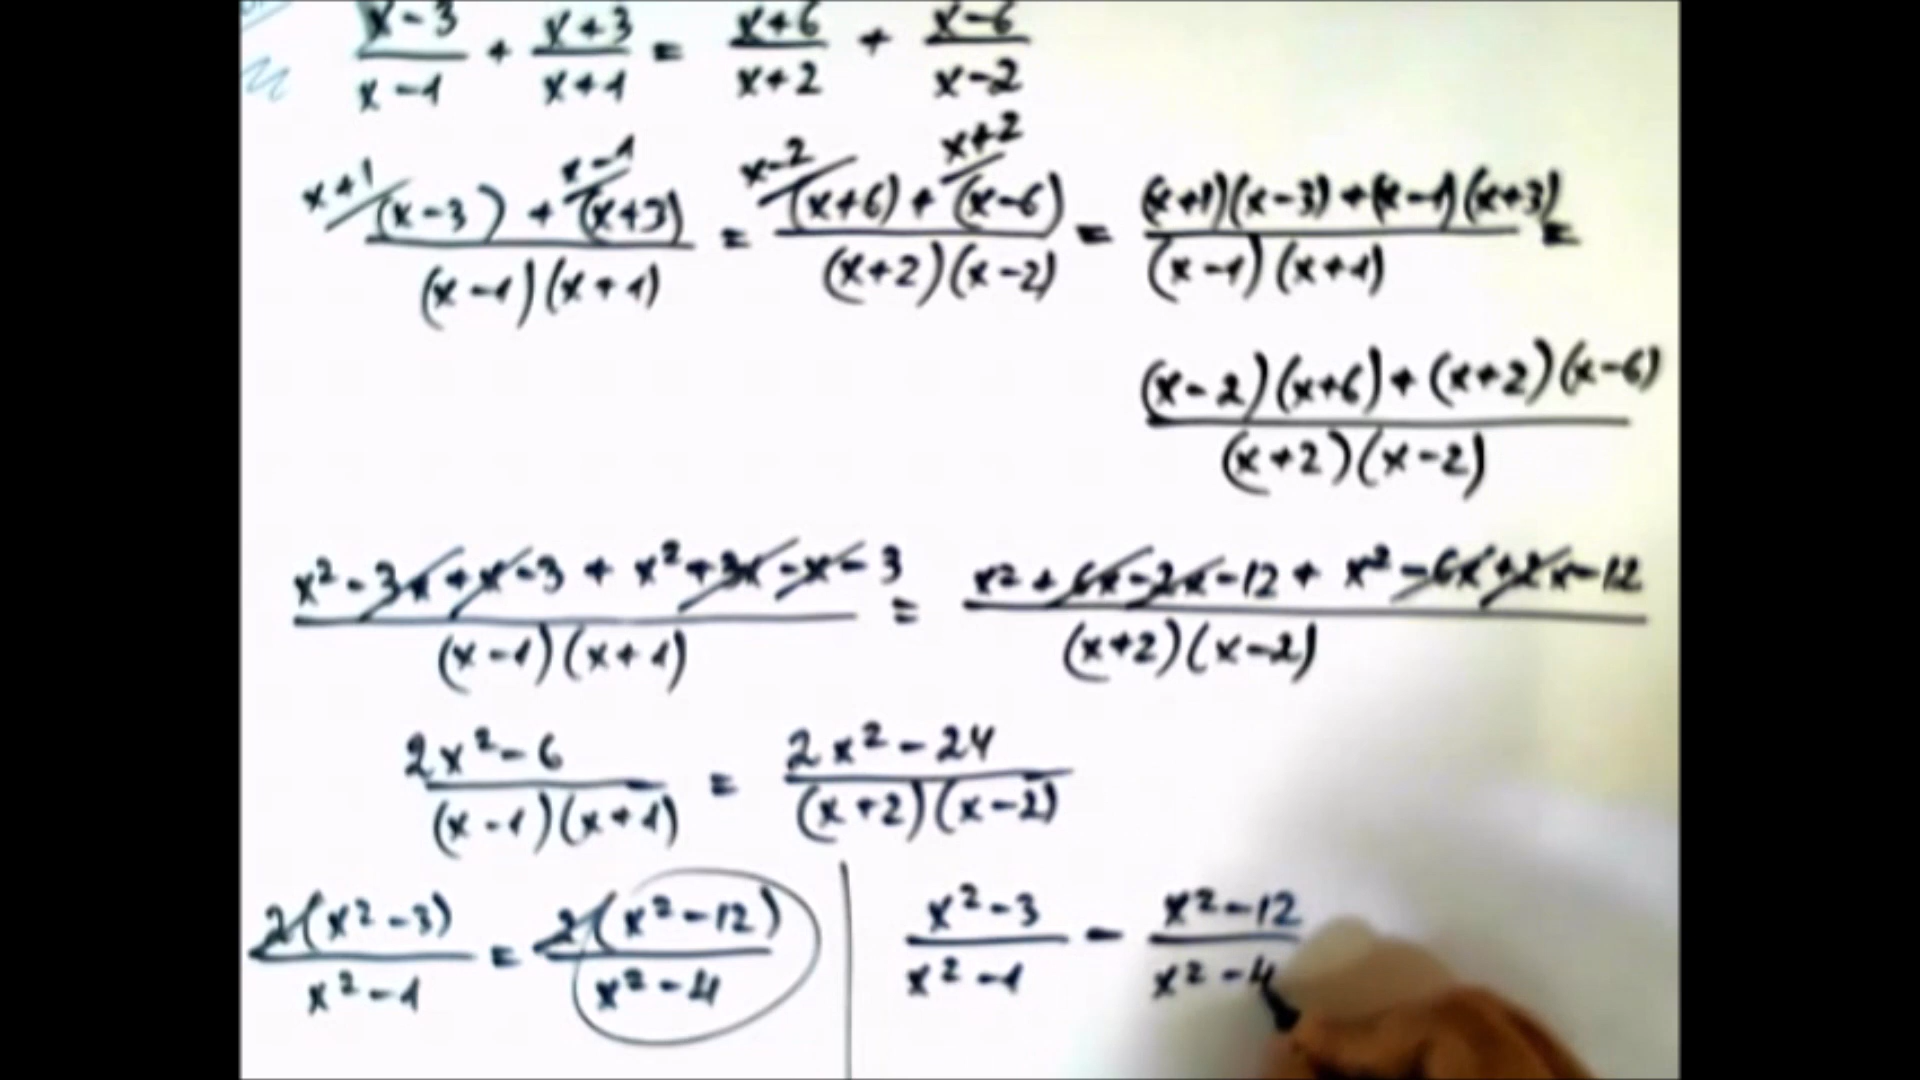 x-3/x-1 + x+3/x+1 = x+6/x+2 + x-6/x-2
x+1/(x-3) + x-1/(x+3) / (x-1)(x+1) = x-2/(x+6) + x+2/(x-6) / (x+2)(x-2) = (x+1)(x-3)+(x-1)(x+3) / (x-1)(x+1) =
(x-2)(x+6)+(x+2)(x-6) / (x+2)(x-2)
x²-3x+x-3 + x²+3x-x-3 / (x-1)(x+1) = x²+6x-2x-12 + x²-6x+2x-12 / (x+2)(x-2)
2x²-6 / (x-1)(x+1) = 2x²-24 / (x+2)(x-2)
2(x²-3) / x²-1 = 2(x²-12) / x²-4
x²-3 / x²-1 - x²-12 / x²-4